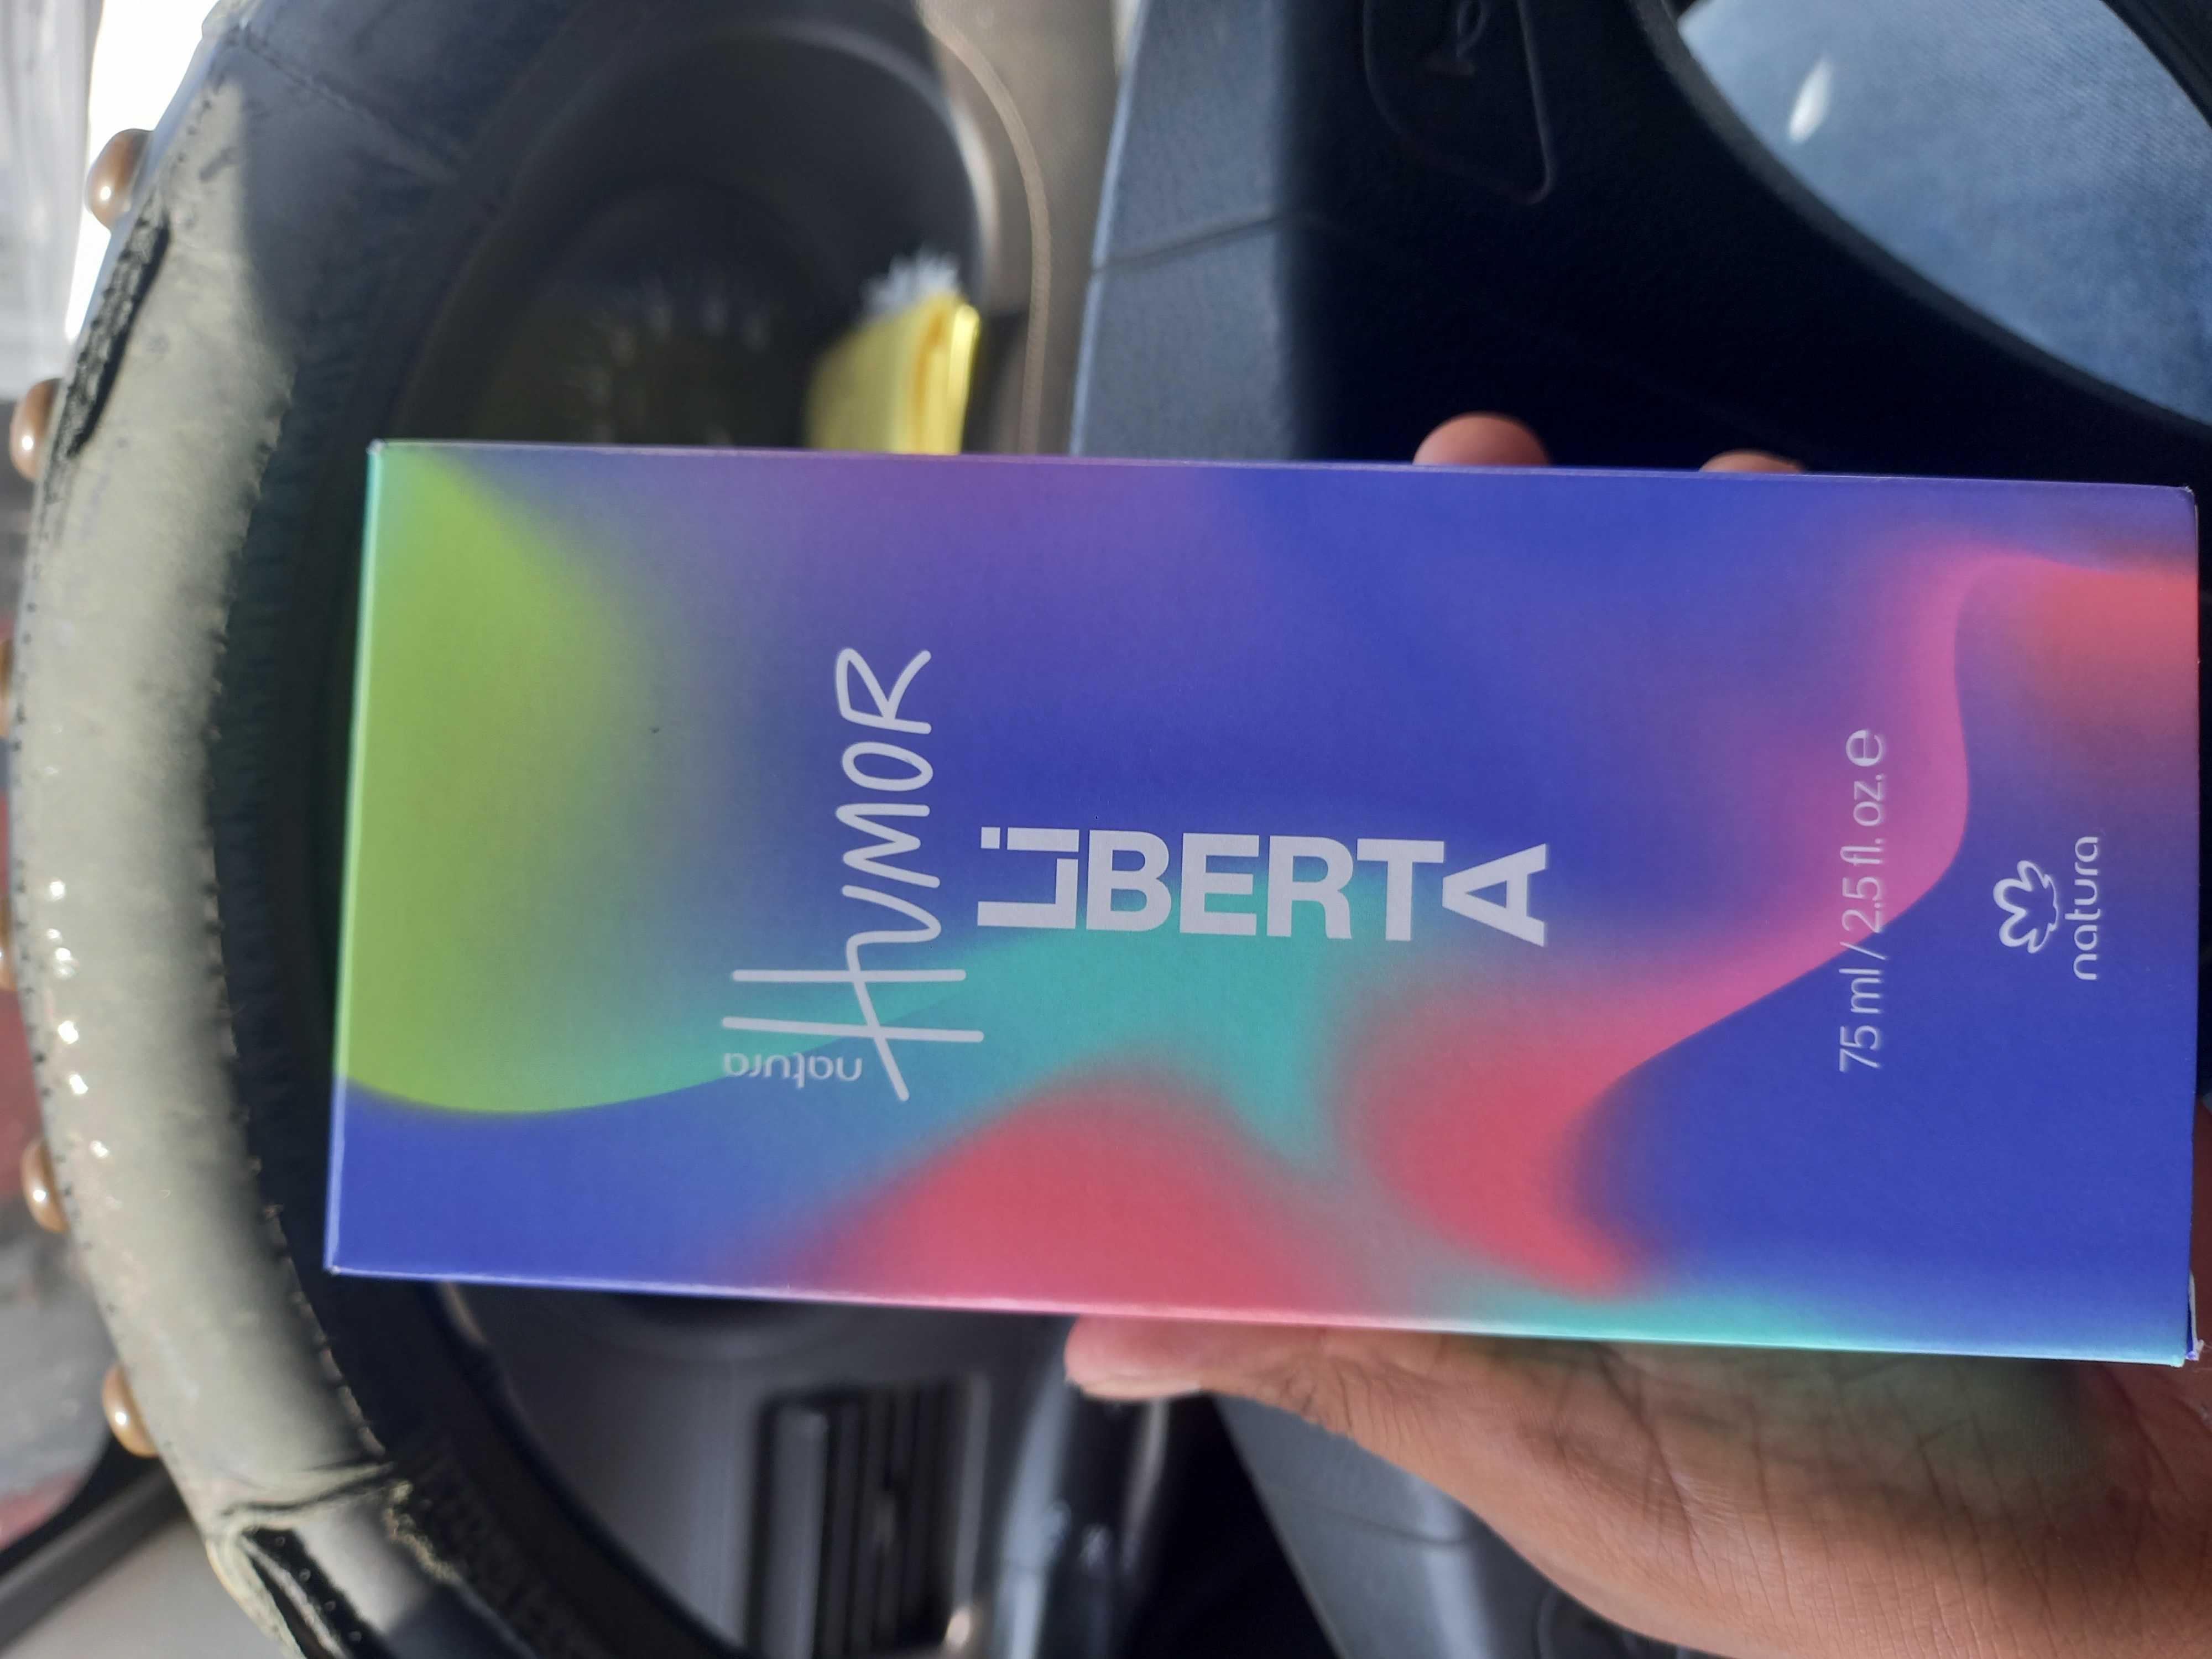 natura
HUMOR
LiBERTA
75 ml / 2.5 fl. oz. e
natura